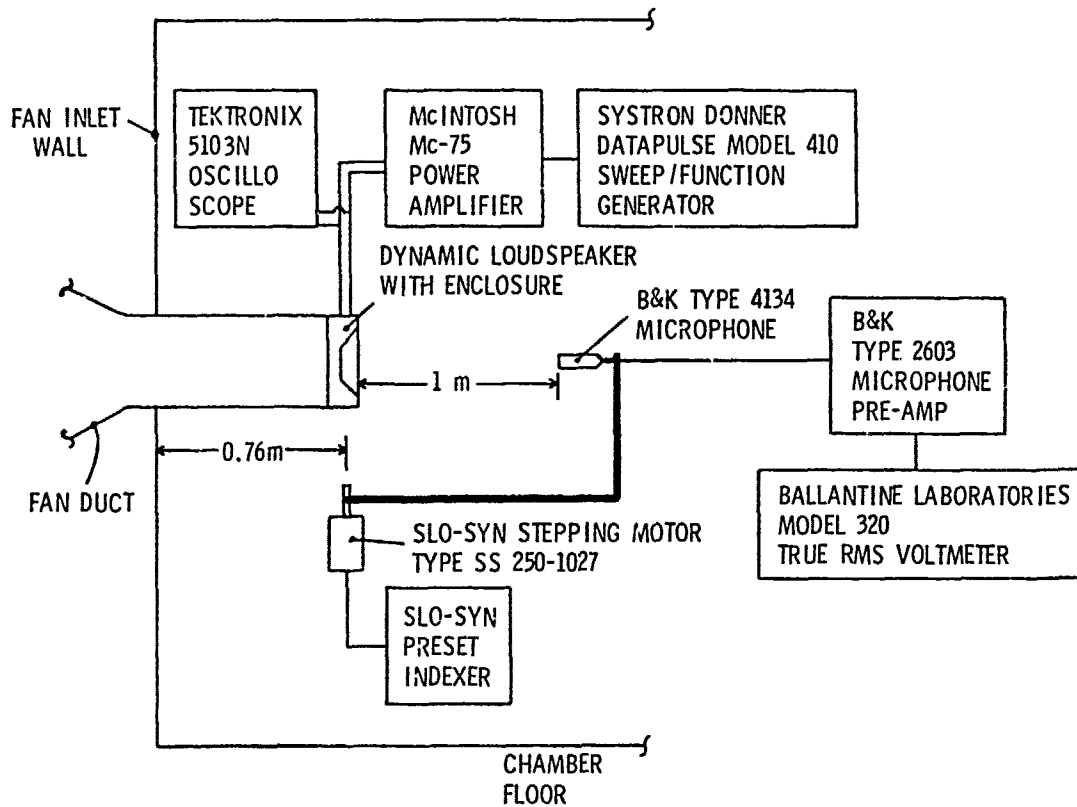 FAN INLET
WALL
TEKTRONIX
5103N
OSCILLO
SCOPE
McINTOSH
Mc-75
POWER
AMPLIFIER
SYSTRON DONNER
DATAPULSE MODEL 410
SWEEP/FUNCTION
GENERATOR
DYNAMIC LOUDSPEAKER
WITH ENCLOSURE
B&K TYPE 4134
MICROPHONE
B&K
TYPE 2603
MICROPHONE
PRE-AMP
1 m
0.76m
FAN DUCT
SLO-SYN STEPPING MOTOR
TYPE SS 250-1027
BALLANTINE LABORATORIES
MODEL 320
TRUE RMS VOLTMETER
SLO-SYN
PRESET
INDEXER
CHAMBER
FLOOR